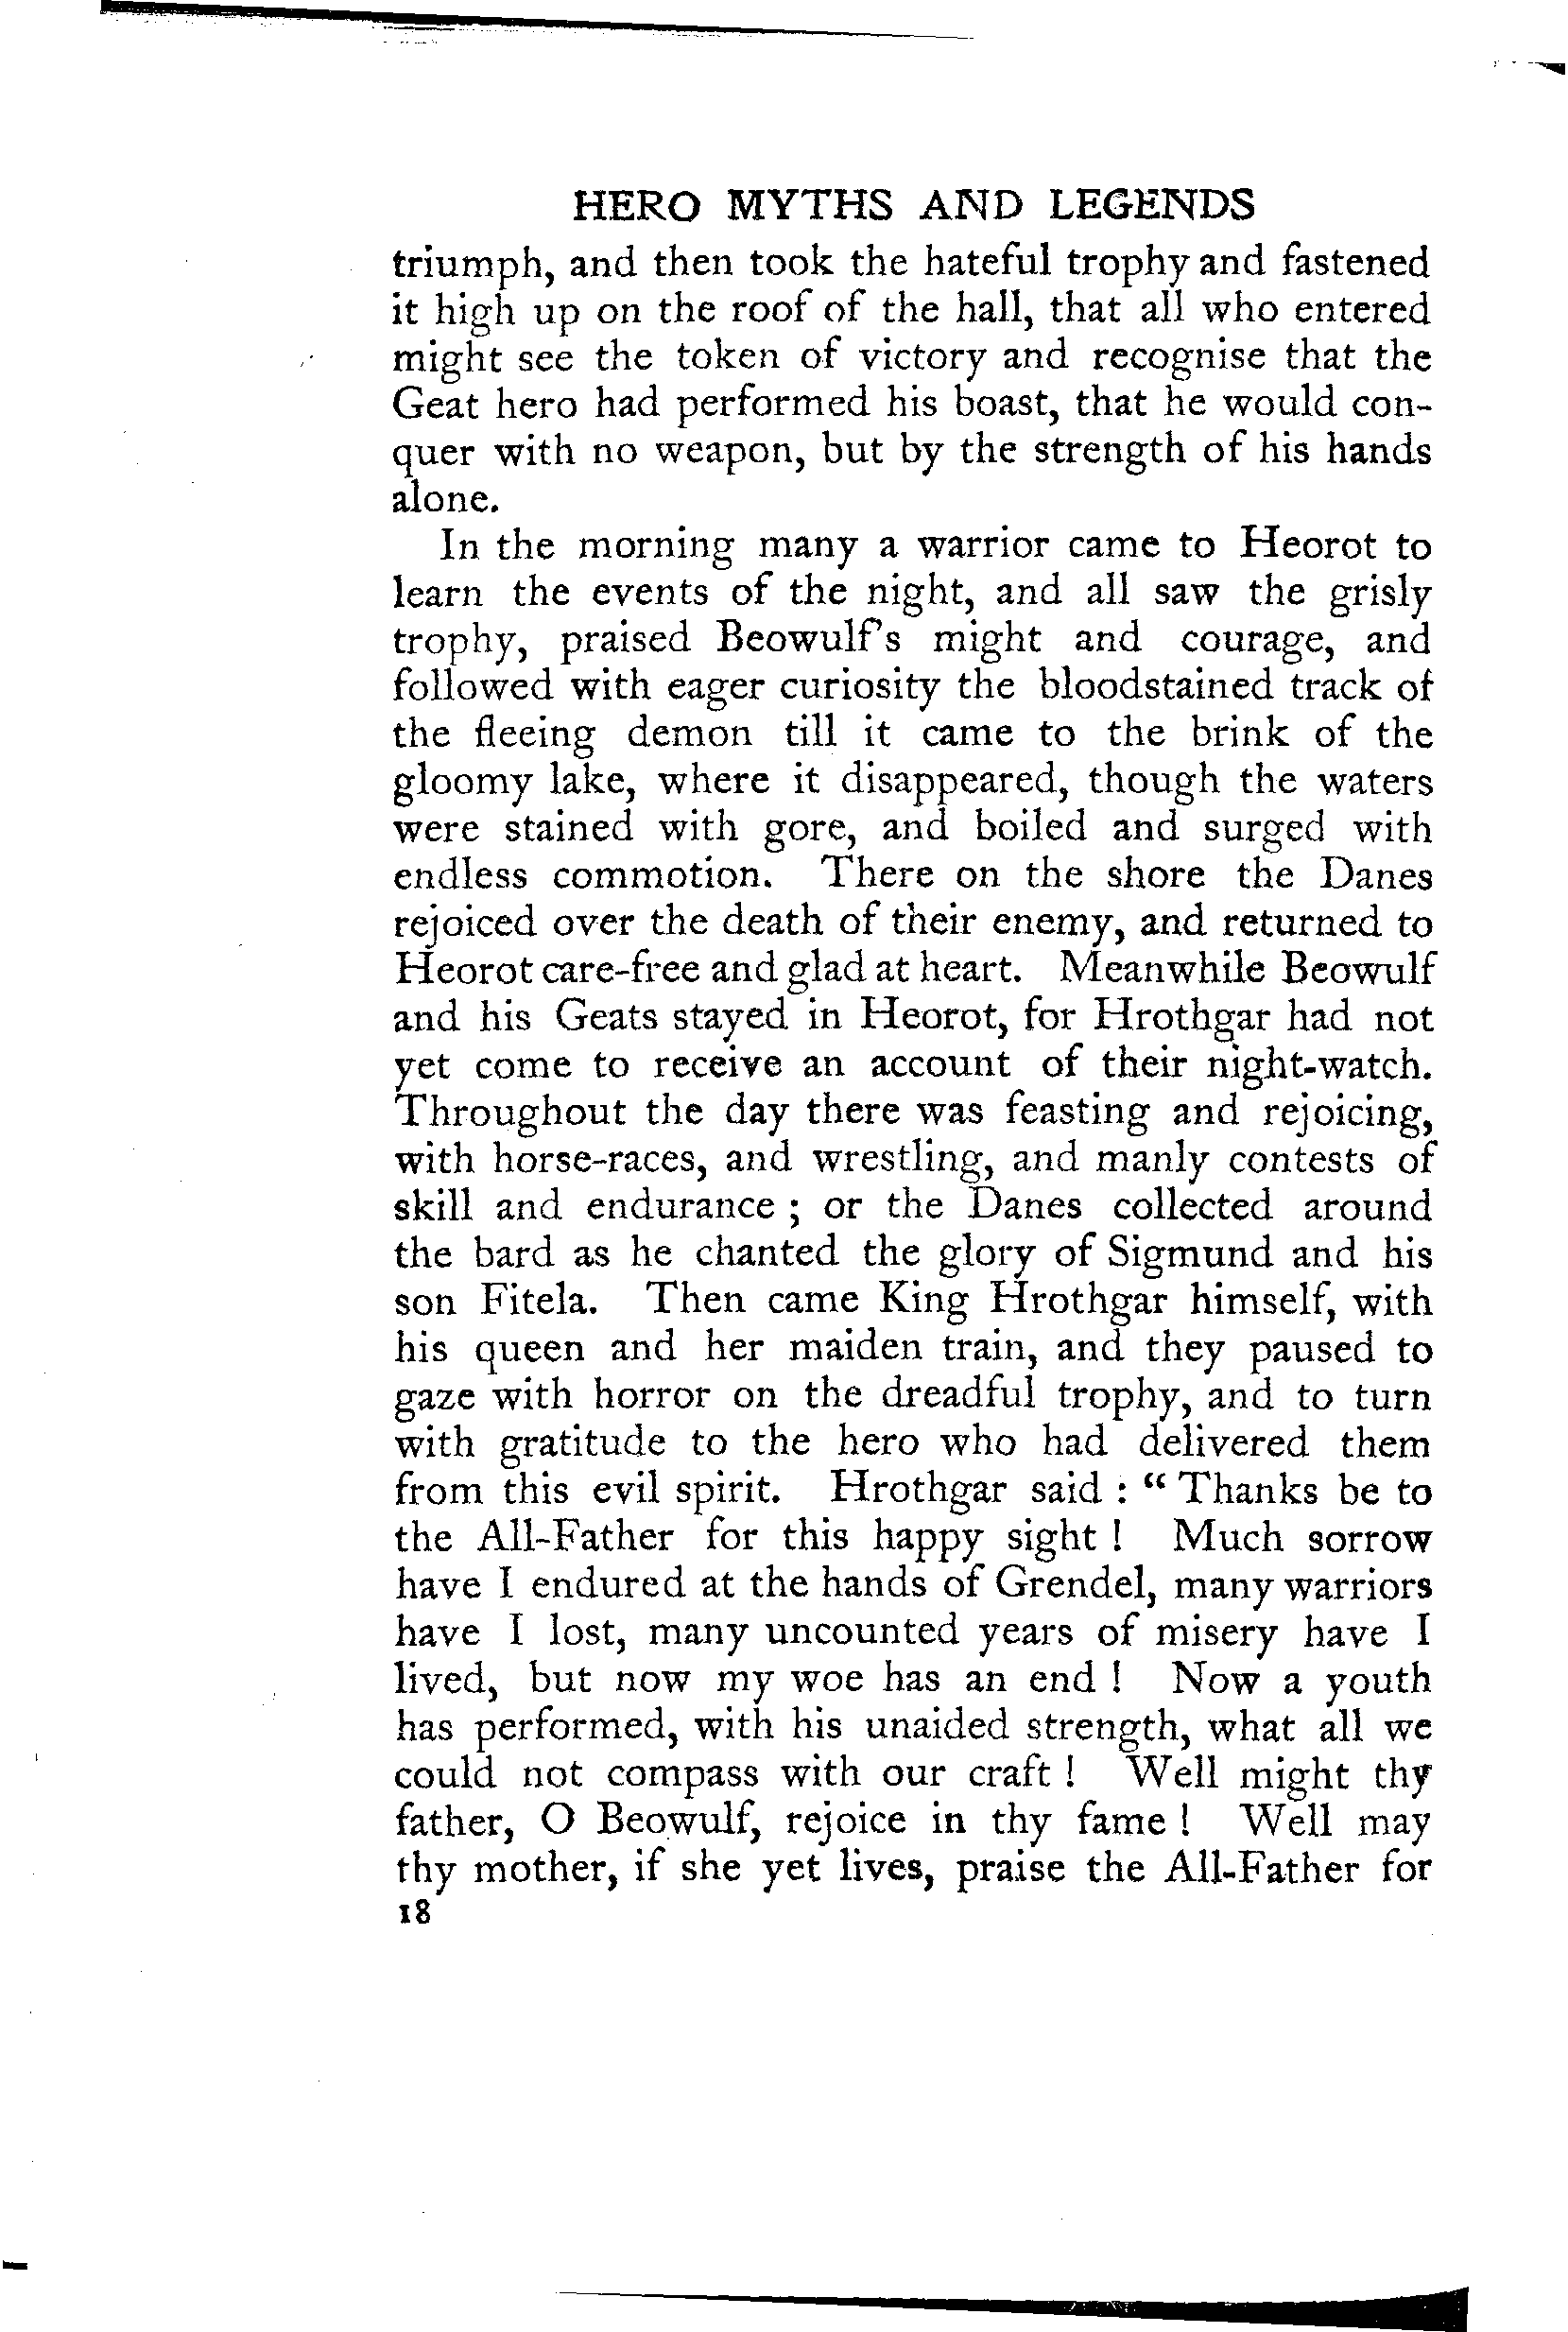 HERO MYTHS AND LEGENDS
triumph, and then took the hateful trophy and fastened
it high up on the roof of the hall, that all who entered
might see the token of victory and recognise that the
Geat hero had performed his boast, that he would con-
quer with no weapon, but by the strength of his hands
alone.
In the morning many a warrior came to Heorot to
learn the events of the night, and all saw the grisly
trophy, praised Beowulf's might and courage, and
followed with eager curiosity the bloodstained track of
the fleeing demon till it came to the brink of the
gloomy lake, where it disappeared, though the waters
were stained with gore, and boiled and surged with
endless commotion. There on the shore the Danes
rejoiced over the death of their enemy, and returned to
Heorot care-free and glad at heart. Meanwhile Beowulf
and his Geats stayed in Heorot, for Hrothgar had not
yet come to receive an account of their night-watch.
Throughout the day there was feasting and rejoicing,
with horse-races, and wrestling, and manly contests of
skill and endurance ; or the Danes collected around
the bard as he chanted the glory of Sigmund and his
son Fitela. Then came King Hrothgar himself, with
his queen and her maiden train, and they paused to
gaze with horror on the dreadful trophy, and to turn
with gratitude to the hero who had delivered them
from this evil spirit. Hrothgar said : “ Thanks be to
the All-Father for this happy sight ! Much sorrow
have I endured at the hands of Grendel, many warriors
have I lost, many uncounted years of misery have I
lived, but now my woe has an end ! Now a youth
has performed, with his unaided strength, what all we
could not compass with our craft ! Well might thy
father, O Beowulf, rejoice in thy fame ! Well may
thy mother, if she yet lives, praise the All-Father for
18